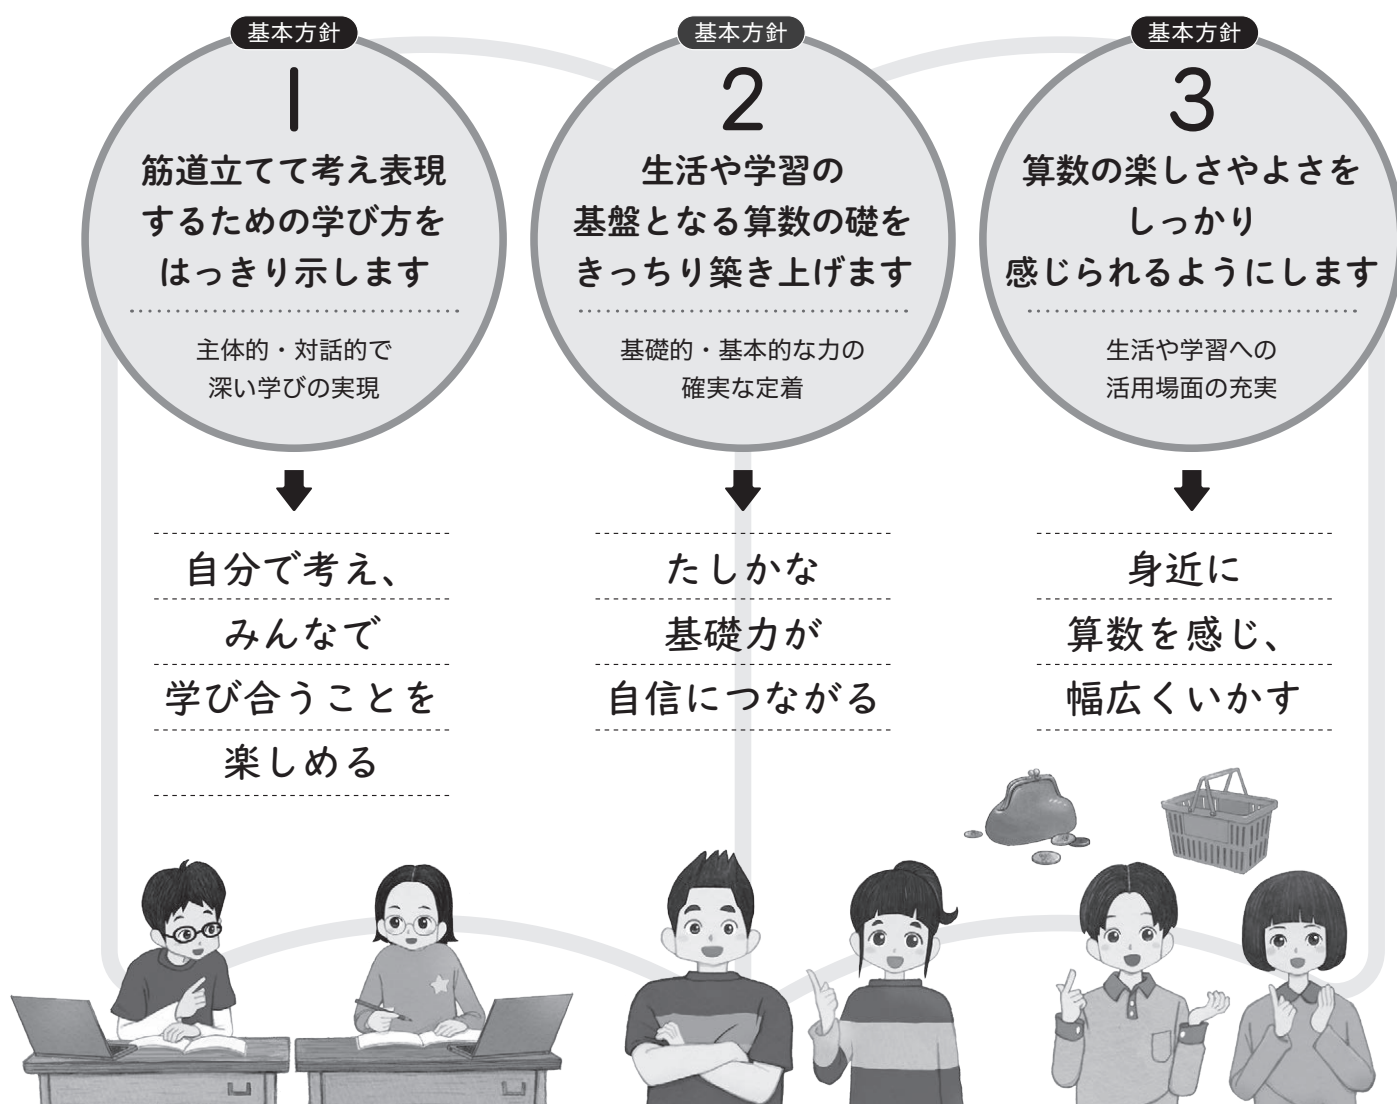 基本方針
1
筋道立てて考え表現
するための学び方を
はっきり示します
主体的・対話的で
深い学びの実現
自分で考え、
みんなで
学び合うことを
楽しめる
基本方針
2
生活や学習の
基盤となる算数の礎を
きっちり築き上げます
基礎的・基本的な力の
確実な定着
たしかな
基礎力が
自信につながる
基本方針
3
算数の楽しさやよさを
しっかり
感じられるようにします
生活や学習への
活用場面の充実
身近に
算数を感じ、
幅広くいかす